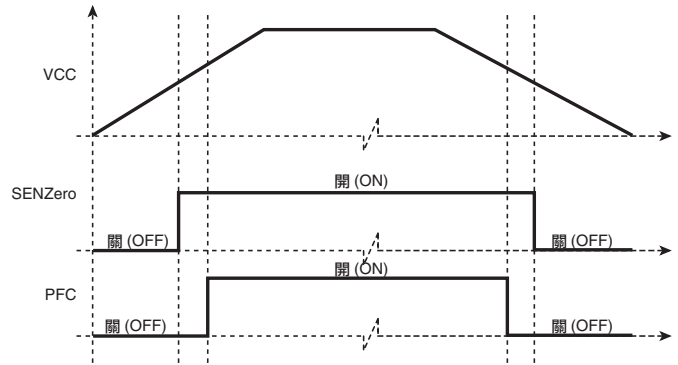 VCC
SENZero
關 (OFF)
開 (ON)
關 (OFF)
PFC
關 (OFF)
開 (ON)
關 (OFF)